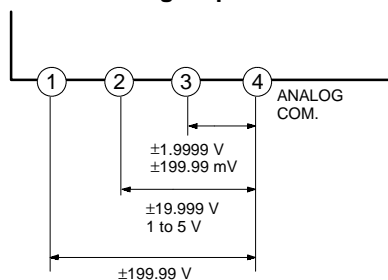 1
2
3
4
ANALOG
COM.
±1.9999 V
±199.99 mV
±19.999 V
1 to 5 V
±199.99 V